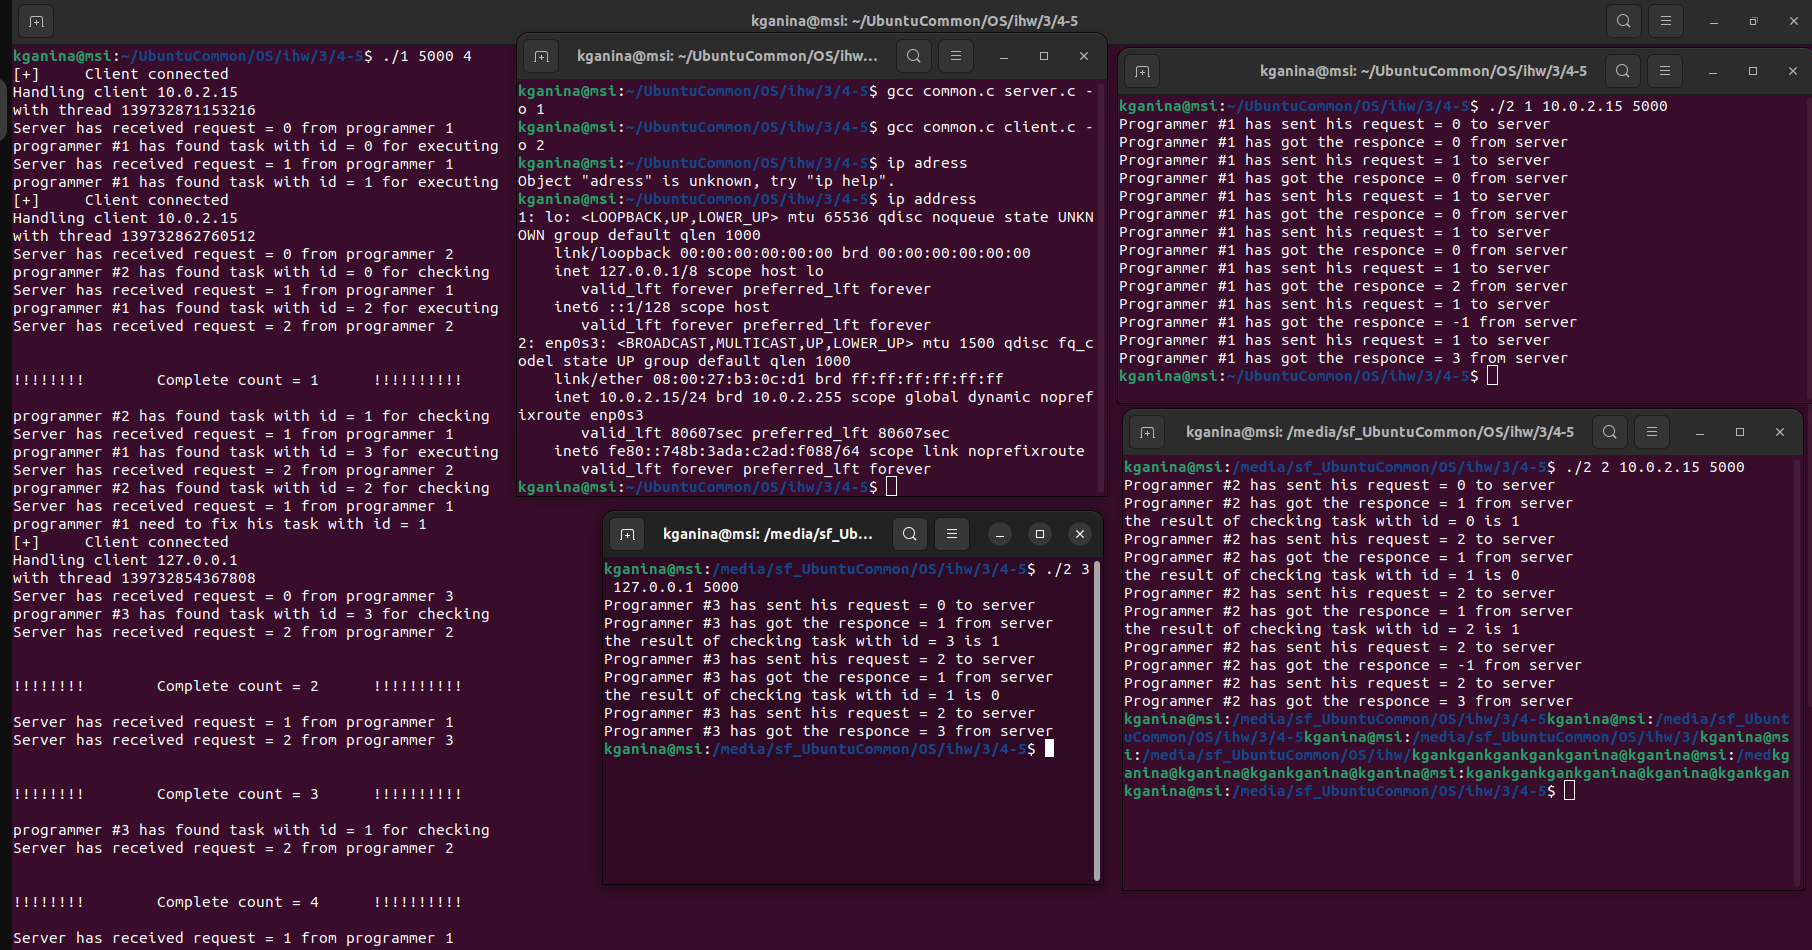 kganina@msi: ~/UbuntuCommon/OS/ihw/3/4-5
kganina@msi:~/UbuntuCommon/OS/ihw/3/4-5$ ./1 5000 4
[+]     Client connected
Handling client 10.0.2.15
with thread 139732871153216
Server has received request = 0 from programmer 1
programmer #1 has found task with id = 0 for executing
Server has received request = 1 from programmer 1
programmer #1 has found task with id = 1 for executing
[+]     Client connected
Handling client 10.0.2.15
with thread 139732862760512
Server has received request = 0 from programmer 2
programmer #2 has found task with id = 0 for checking
Server has received request = 1 from programmer 1
programmer #1 has found task with id = 2 for executing
Server has received request = 2 from programmer 2
!!!!!!!!        Complete count = 1      !!!!!!!!!!
programmer #2 has found task with id = 1 for checking
Server has received request = 1 from programmer 1
programmer #1 has found task with id = 3 for executing
Server has received request = 2 from programmer 2
programmer #2 has found task with id = 2 for checking
Server has received request = 1 from programmer 1
programmer #1 need to fix his task with id = 1
[+]     Client connected
Handling client 127.0.0.1
with thread 139732854367808
Server has received request = 0 from programmer 3
programmer #3 has found task with id = 3 for checking
Server has received request = 2 from programmer 2
!!!!!!!!        Complete count = 2      !!!!!!!!!!
Server has received request = 1 from programmer 1
Server has received request = 2 from programmer 3
!!!!!!!!        Complete count = 3      !!!!!!!!!!
programmer #3 has found task with id = 1 for checking
Server has received request = 2 from programmer 2
!!!!!!!!        Complete count = 4      !!!!!!!!!!
Server has received request = 1 from programmer 1
kganina@msi: ~/UbuntuCommon/OS/ihw...
kganina@msi:~/UbuntuCommon/OS/ihw/3/4-5$ gcc common.c server.c -
o 1
kganina@msi:~/UbuntuCommon/OS/ihw/3/4-5$ gcc common.c client.c -
o 2
kganina@msi:~/UbuntuCommon/OS/ihw/3/4-5$ ip adress
Object "adress" is unknown, try "ip help".
kganina@msi:~/UbuntuCommon/OS/ihw/3/4-5$ ip address
1: lo: <LOOPBACK,UP,LOWER_UP> mtu 65536 qdisc noqueue state UNKN
OWN group default qlen 1000
    link/loopback 00:00:00:00:00:00 brd 00:00:00:00:00:00
    inet 127.0.0.1/8 scope host lo
       valid_lft forever preferred_lft forever
    inet6 ::1/128 scope host
       valid_lft forever preferred_lft forever
2: enp0s3: <BROADCAST,MULTICAST,UP,LOWER_UP> mtu 1500 qdisc fq_c
odel state UP group default qlen 1000
    link/ether 08:00:27:b3:0c:d1 brd ff:ff:ff:ff:ff:ff
    inet 10.0.2.15/24 brd 10.0.2.255 scope global dynamic nopref
ixroute enp0s3
       valid_lft 80607sec preferred_lft 80607sec
    inet6 fe80::748b:3ada:c2ad:f088/64 scope link noprefixroute
       valid_lft forever preferred_lft forever
kganina@msi:~/UbuntuCommon/OS/ihw/3/4-5$
kganina@msi: ~/UbuntuCommon/OS/ihw/3/4-5
kganina@msi:~/UbuntuCommon/OS/ihw/3/4-5$ ./2 1 10.0.2.15 5000
Programmer #1 has sent his request = 0 to server
Programmer #1 has got the responce = 0 from server
Programmer #1 has sent his request = 1 to server
Programmer #1 has got the responce = 0 from server
Programmer #1 has sent his request = 1 to server
Programmer #1 has got the responce = 0 from server
Programmer #1 has sent his request = 1 to server
Programmer #1 has got the responce = 0 from server
Programmer #1 has sent his request = 1 to server
Programmer #1 has got the responce = 2 from server
Programmer #1 has sent his request = 1 to server
Programmer #1 has got the responce = -1 from server
Programmer #1 has sent his request = 1 to server
Programmer #1 has got the responce = 3 from server
kganina@msi:~/UbuntuCommon/OS/ihw/3/4-5$
kganina@msi: /media/sf_Ub...
kganina@msi:/media/sf_UbuntuCommon/OS/ihw/3/4-5$ ./2 3
 127.0.0.1 5000
Programmer #3 has sent his request = 0 to server
Programmer #3 has got the responce = 1 from server
the result of checking task with id = 3 is 1
Programmer #3 has sent his request = 2 to server
Programmer #3 has got the responce = 1 from server
the result of checking task with id = 1 is 0
Programmer #3 has sent his request = 2 to server
Programmer #3 has got the responce = 3 from server
kganina@msi:/media/sf_UbuntuCommon/OS/ihw/3/4-5$
kganina@msi: /media/sf_UbuntuCommon/OS/ihw/3/4-5
kganina@msi:/media/sf_UbuntuCommon/OS/ihw/3/4-5$ ./2 2 10.0.2.15 5000
Programmer #2 has sent his request = 0 to server
Programmer #2 has got the responce = 1 from server
the result of checking task with id = 0 is 1
Programmer #2 has sent his request = 2 to server
Programmer #2 has got the responce = 1 from server
the result of checking task with id = 1 is 0
Programmer #2 has sent his request = 2 to server
Programmer #2 has got the responce = 1 from server
the result of checking task with id = 2 is 1
Programmer #2 has sent his request = 2 to server
Programmer #2 has got the responce = -1 from server
Programmer #2 has sent his request = 2 to server
Programmer #2 has got the responce = 3 from server
kganina@msi:/media/sf_UbuntuCommon/OS/ihw/3/4-5kganina@msi:/media/sf_Ubunt
uCommon/OS/ihw/3/4-5kganina@msi:/media/sf_UbuntuCommon/OS/ihw/3/kganina@ms
i:/media/sf_UbuntuCommon/OS/ihw/kgankgankgankganina@kganina@msi:/medkg
anina@kganina@kgankganina@kganina@msi:kgankgankgankganina@kganina@kgankgan
kganina@msi:/media/sf_UbuntuCommon/OS/ihw/3/4-5$